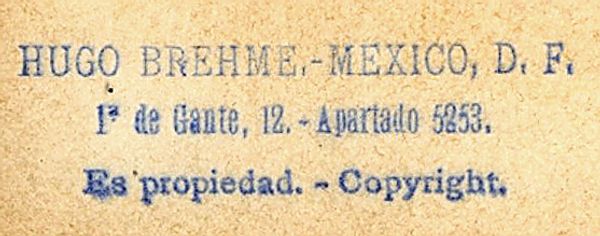 HUGO BREHME.-MEXICO, D. F.
1ª de Gante, 12. - Apartado 5253.
Es propiedad. - Copyright.